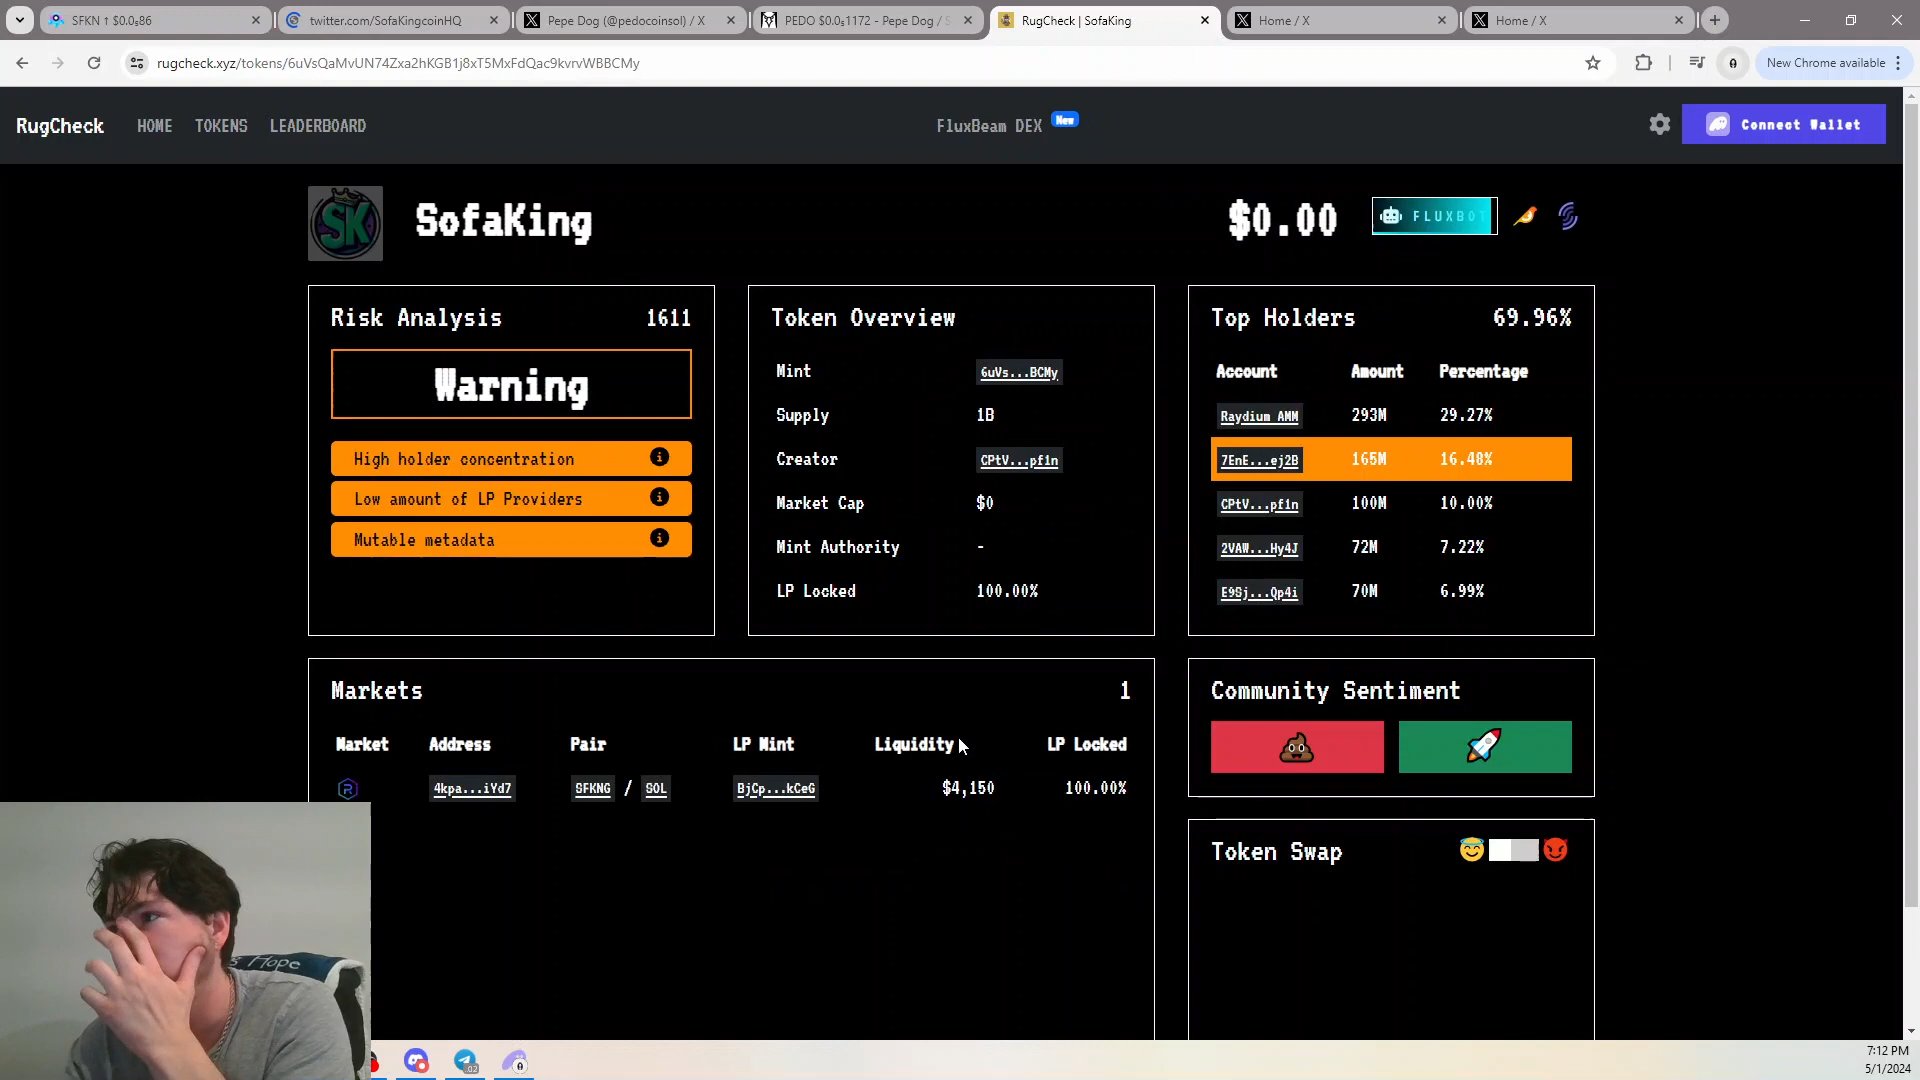 SFKN ↑ $0.0₅86
twitter.com/SofaKingcoinHQ
Pepe Dog (@pedocoinsol) / X
PEDO $0.0₅1172 - Pepe Dog / S
RugCheck | SofaKing
Home / X
Home / X
rugcheck.xyz/tokens/6uVsQaMvUN74Zxa2hKGB1j8xT5MxFdQac9kvrvWBBCMy
New Chrome available
RugCheck HOME TOKENS LEADERBOARD
FluxBeam DEX New
Connect Wallet
SK
SofaKing
$0.00
FLUXBOT
Risk Analysis 1611
Warning
High holder concentration
Low amount of LP Providers
Mutable metadata
Token Overview
Mint 6uVs...BCMy
Supply 1B
Creator CPtV...pf1n
Market Cap $0
Mint Authority -
LP Locked 100.00%
Top Holders 69.96%
Account Amount Percentage
Raydium AMM 293M 29.27%
7EnE...ej2B 165M 16.48%
CPtV...pf1n 100M 10.00%
2VAW...Hy4J 72M 7.22%
E9Sj...Qp4i 70M 6.99%
Markets 1
Market Address Pair LP Mint Liquidity LP Locked
4kpa...iYd7 SFKNG / SOL BjCp...kCeG $4,150 100.00%
Community Sentiment
Token Swap
Hope
7:12 PM
5/1/2024